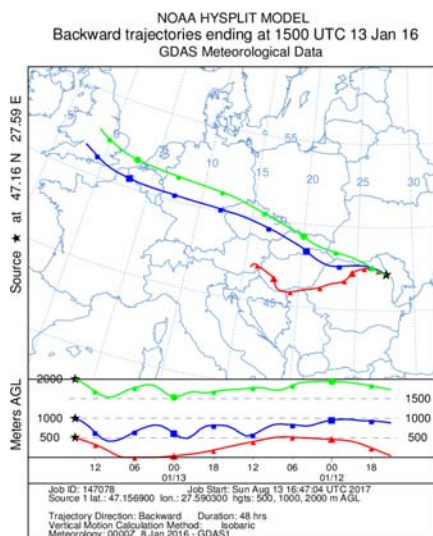 NOAA HYSPLIT MODEL
Backward trajectories ending at 1500 UTC 13 Jan 16
GDAS Meteorological Data
Source ★ at 47.16 N 27.59 E
5
10
15
20
25
30
55
45
Meters AGL
2000
1500
1000
1000
500
500
12 06 00 18 12 06 00 18
01/13 01/12
Job ID: 147078 Job Start: Sun Aug 13 16:47:04 UTC 2017
Source 1 lat.: 47.156900 lon.: 27.590300 hgts: 500, 1000, 2000 m AGL
Trajectory Direction: Backward Duration: 48 hrs
Vertical Motion Calculation Method: Isobaric
Meteorology: 0000Z 8 Jan 2016 - GDAS1